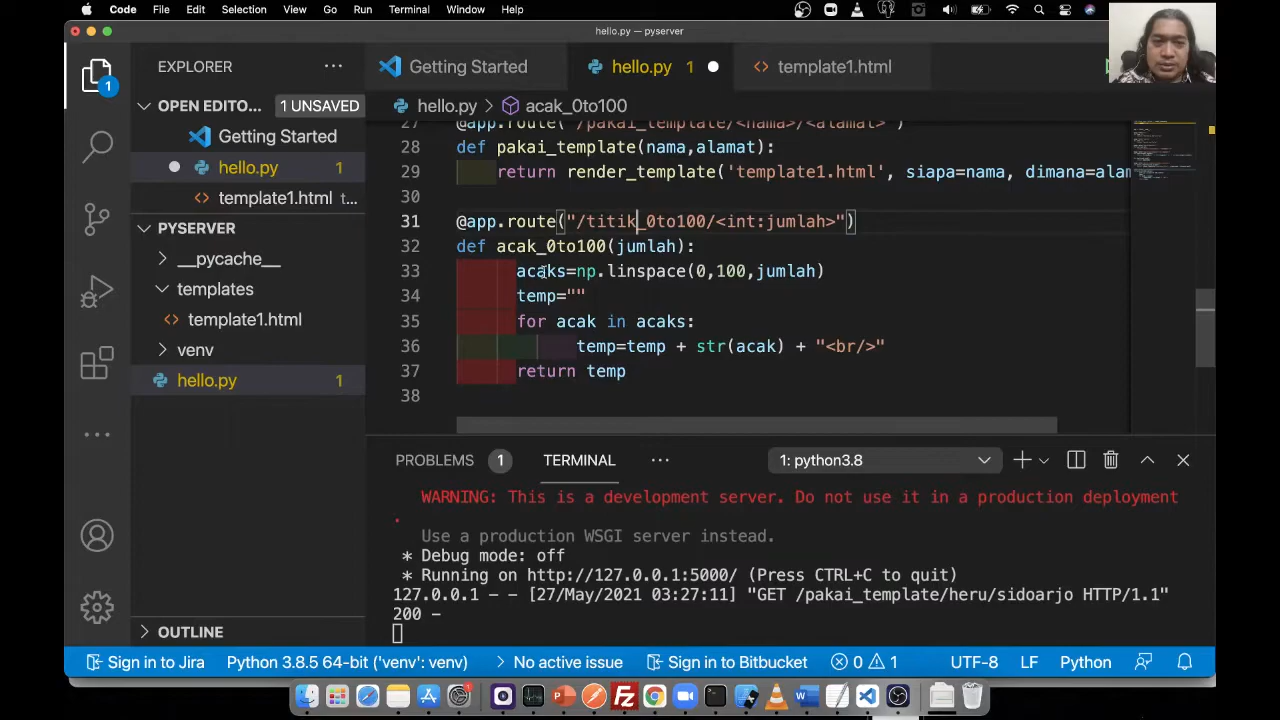 Code File Edit Selection View Go Run Terminal Window Help
hello.py — pyserver
EXPLORER
OPEN EDITO... 1 UNSAVED
Getting Started
hello.py 1
template1.html ...
PYSERVER
__pycache__
templates
template1.html
venv
hello.py 1
OUTLINE
1
Getting Started
hello.py 1
template1.html
hello.py > acak_0to100
27 @app.route("/pakai_template/<nama>/<alamat>")
28 def pakai_template(nama,alamat):
29 return render_template('template1.html', siapa=nama, dimana=alam
30
31 @app.route("/titik_0to100/<int:jumlah>")
32 def acak_0to100(jumlah):
33 acaks=np.linspace(0,100,jumlah)
34 temp=""
35 for acak in acaks:
36 temp=temp + str(acak) + "<br/>"
37 return temp
38
PROBLEMS 1 TERMINAL ... 1: python3.8
WARNING: This is a development server. Do not use it in a production deployment
.
Use a production WSGI server instead.
* Debug mode: off
* Running on http://127.0.0.1:5000/ (Press CTRL+C to quit)
127.0.0.1 - - [27/May/2021 03:27:11] "GET /pakai_template/heru/sidoarjo HTTP/1.1"
200 -
Sign in to Jira Python 3.8.5 64-bit ('venv': venv) No active issue Sign in to Bitbucket 0 1 UTF-8 LF Python